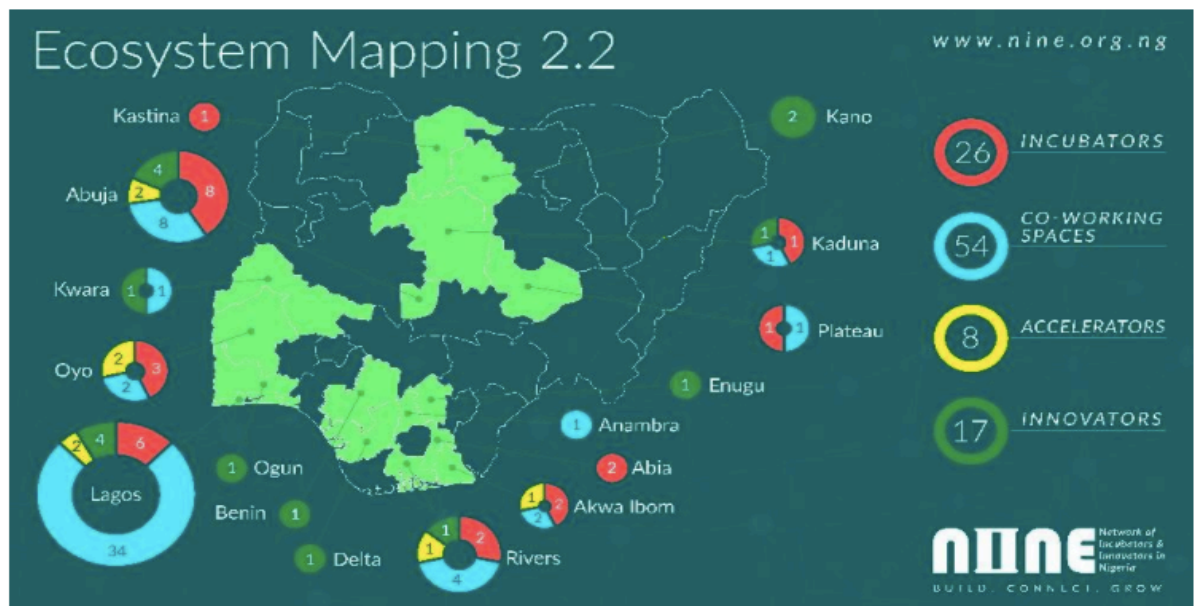 Ecosystem Mapping 2.2
www.nine.org.ng
Kastina 1
2 Kano
Abuja
4
8
2
8
26 INCUBATORS
54 CO-WORKING
SPACES
8 ACCELERATORS
17 INNOVATORS
Kwara 1 1
1 1 Kaduna
1
1 1 Plateau
Oyo
2 3
2
1 Enugu
1 Anambra
2 Abia
Lagos
2 4 6
34
1 Ogun
Benin 1
1 Delta
1 2 Akwa Ibom
2
1 2 Rivers
1
4
NINE
Network of
Incubators &
Innovators in
Nigeria
BUILD. CONNECT. GROW